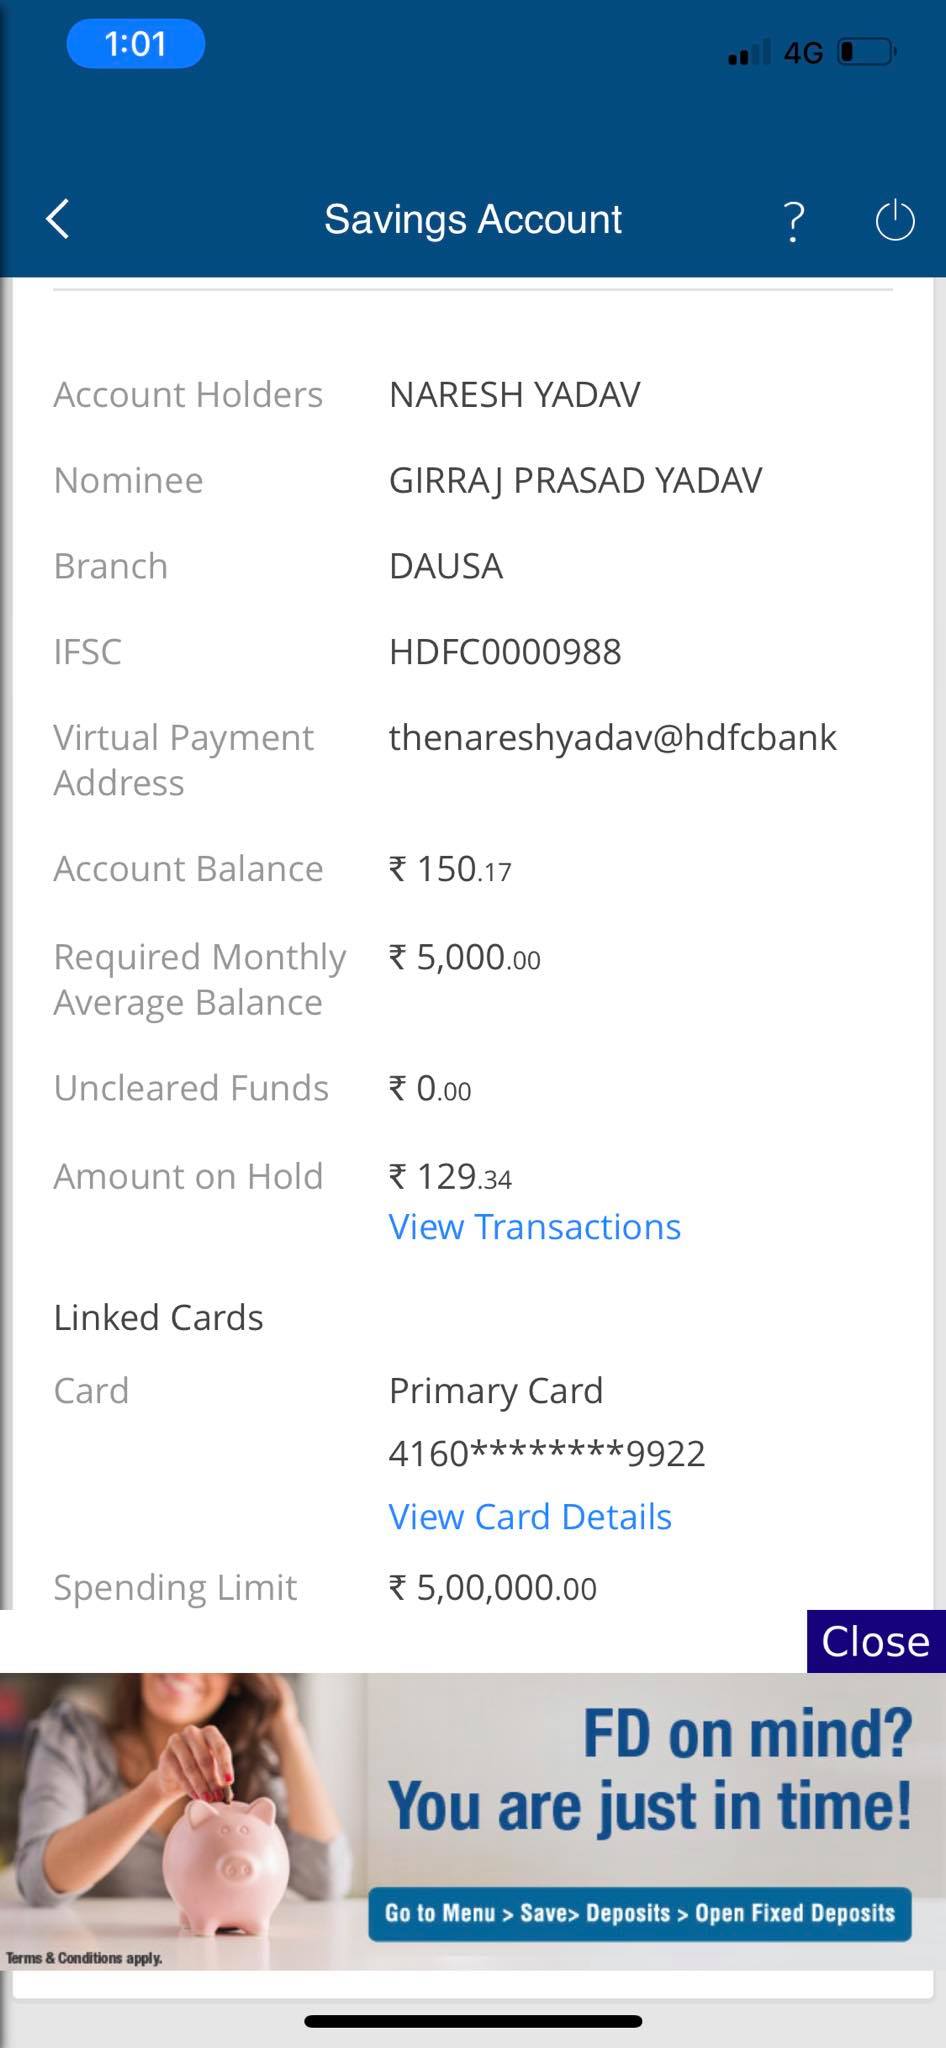 1:01
4G
Savings Account
?
Account Holders NARESH YADAV
Nominee GIRRAJ PRASAD YADAV
Branch DAUSA
IFSC HDFC0000988
Virtual Payment thenareshyadav@hdfcbank
Address
Account Balance ₹ 150.17
Required Monthly ₹ 5,000.00
Average Balance
Uncleared Funds ₹ 0.00
Amount on Hold ₹ 129.34
View Transactions
Linked Cards
Card Primary Card
4160********9922
View Card Details
Spending Limit ₹ 5,00,000.00
Close
FD on mind?
You are just in time!
Go to Menu > Save> Deposits > Open Fixed Deposits
Terms & Conditions apply.